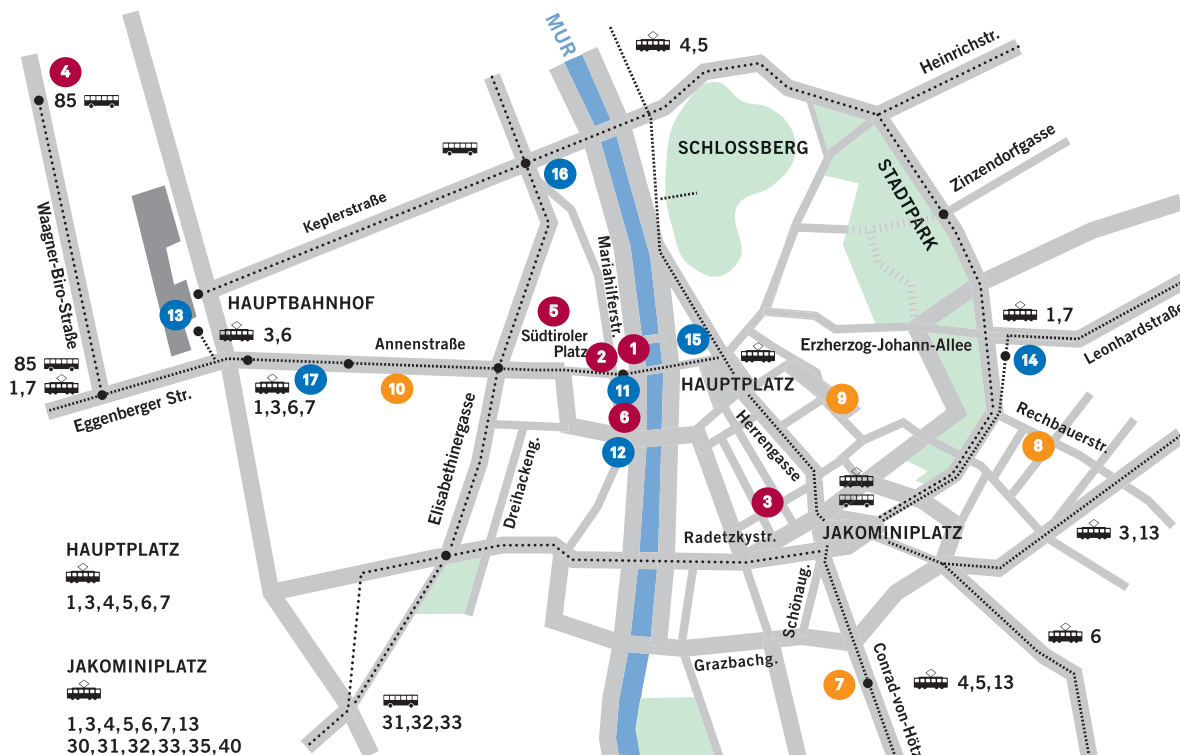 MUR
4,5
Heinrichstr.
4
85
SCHLOSSBERG
Zinzendorfgasse
STADTPARK
16
Keplerstraße
Waagner-Biro-Straße
Mariahilferstr.
HAUPTBAHNHOF
13
3,6
5
Südtiroler
Platz
2
1
15
1,7
Erzherzog-Johann-Allee
14
Leonhardstraße
Annenstraße
85
1,7
Eggenberger Str.
17
1,3,6,7
10
11
HAUPTPLATZ
9
6
12
Herrengasse
Rechbauerstr.
8
Elisabethinergasse
Dreihackeng.
3
Radetzkystr.
JAKOMINIPLATZ
3,13
HAUPTPLATZ
1,3,4,5,6,7
Schönaug.
6
Grazbachg.
JAKOMINIPLATZ
1,3,4,5,6,7,13
30,31,32,33,35,40
31,32,33
7
4,5,13
Conrad-von-Hötz